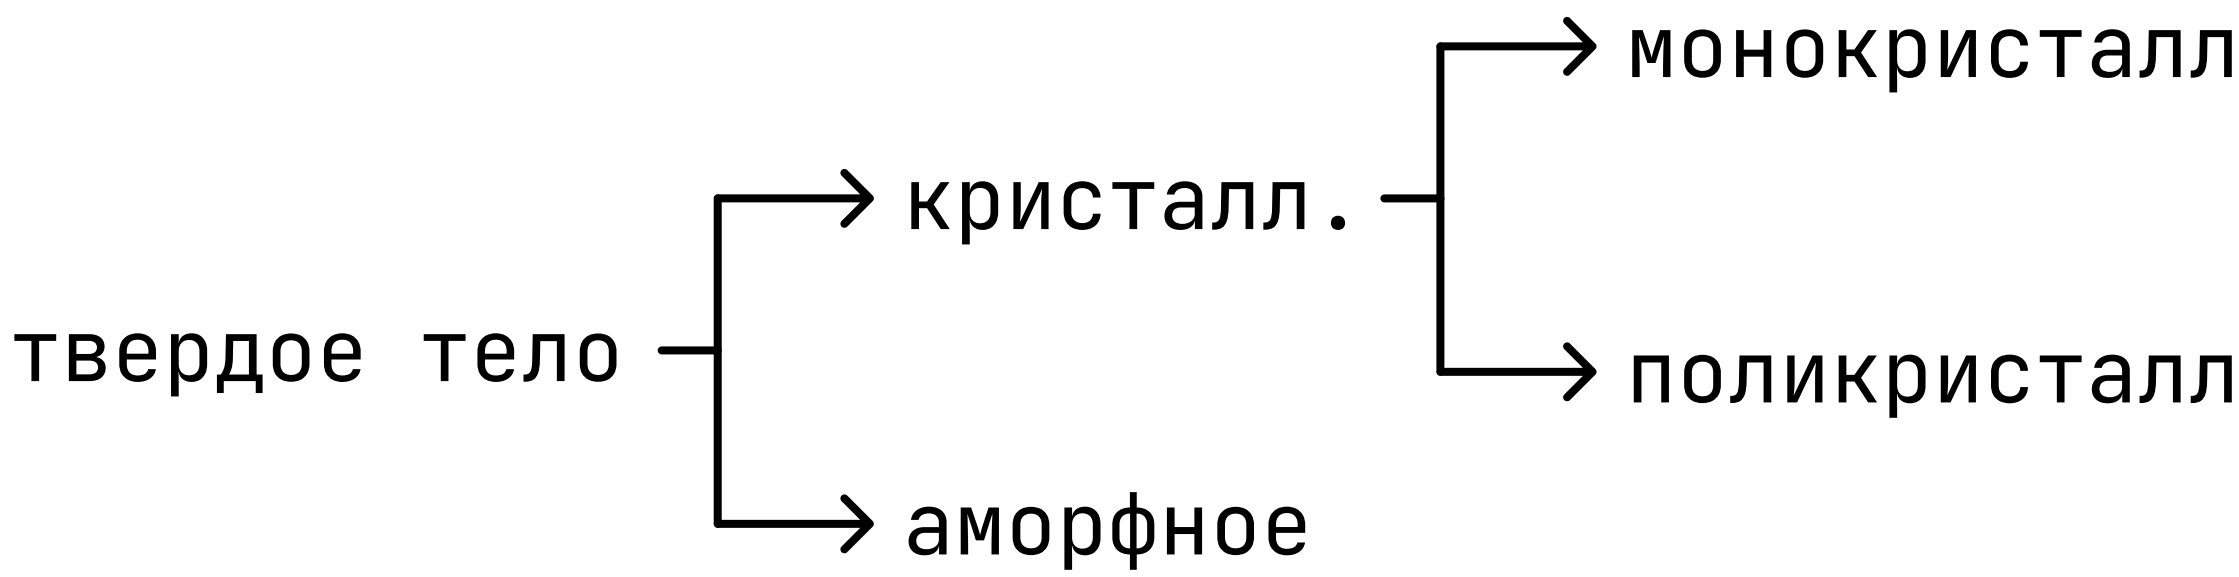 монокристалл
кристалл.
твердое тело
поликристалл
аморфное